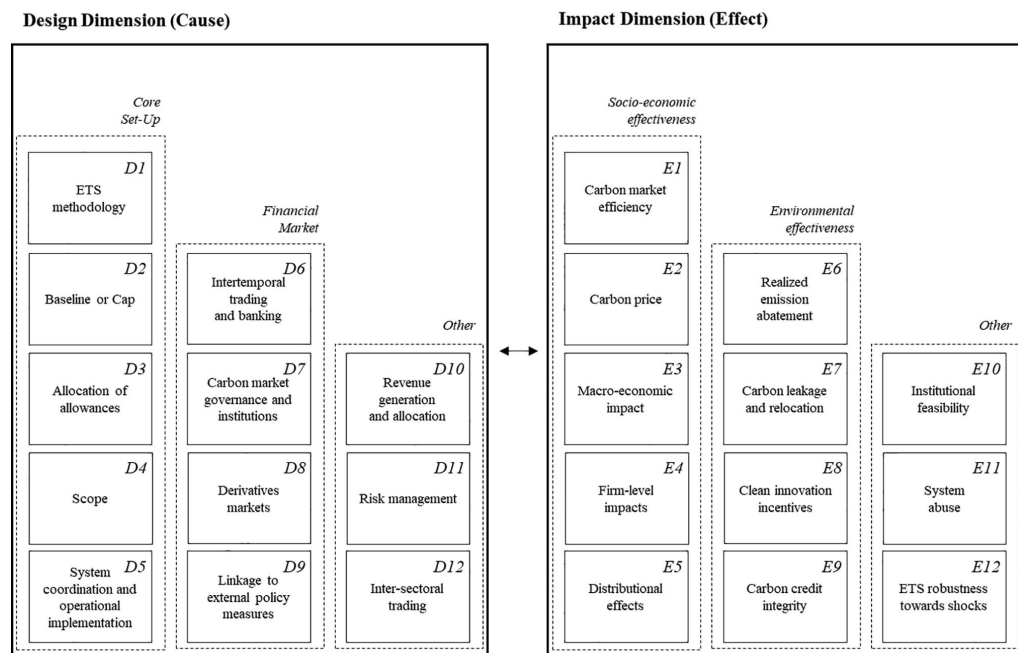 Design Dimension (Cause)
Core
Set-Up
D1
ETS
methodology
D2
Baseline or Cap
D3
Allocation of
allowances
D4
Scope
D5
System
coordination and
operational
implementation
Financial
Market
D6
Intertemporal
trading
and banking
D7
Carbon market
governance and
institutions
D8
Derivatives
markets
D9
Linkage to
external policy
measures
Other
D10
Revenue
generation
and allocation
D11
Risk management
D12
Inter-sectoral
trading
Impact Dimension (Effect)
Socio-economic
effectiveness
E1
Carbon market
efficiency
E2
Carbon price
E3
Macro-economic
impact
E4
Firm-level
impacts
E5
Distributional
effects
Environmental
effectiveness
E6
Realized
emission
abatement
E7
Carbon leakage
and relocation
E8
Clean innovation
incentives
E9
Carbon credit
integrity
Other
E10
Institutional
feasibility
E11
System
abuse
E12
ETS robustness
towards shocks